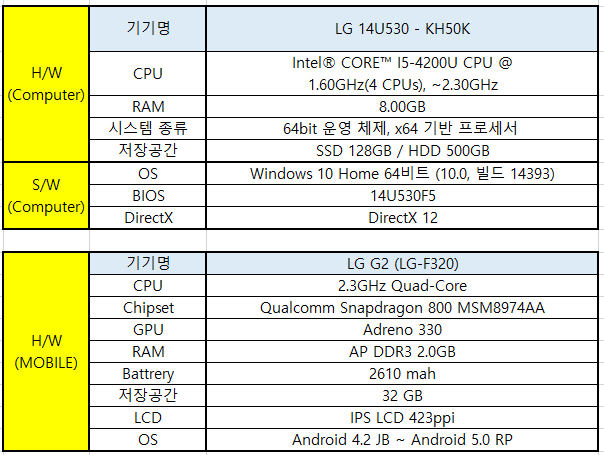 H/W
(Computer)
기기명
LG 14U530 - KH50K
CPU
Intel® CORE™ I5-4200U CPU @
1.60GHz(4 CPUs), ~2.30GHz
RAM
8.00GB
시스템 종류
64bit 운영 체제, x64 기반 프로세서
저장공간
SSD 128GB / HDD 500GB
S/W
(Computer)
OS
Windows 10 Home 64비트 (10.0, 빌드 14393)
BIOS
14U530F5
DirectX
DirectX 12
H/W
(MOBILE)
기기명
LG G2 (LG-F320)
CPU
2.3GHz Quad-Core
Chipset
Qualcomm Snapdragon 800 MSM8974AA
GPU
Adreno 330
RAM
AP DDR3 2.0GB
Battrery
2610 mah
저장공간
32 GB
LCD
IPS LCD 423ppi
OS
Android 4.2 JB ~ Android 5.0 RP